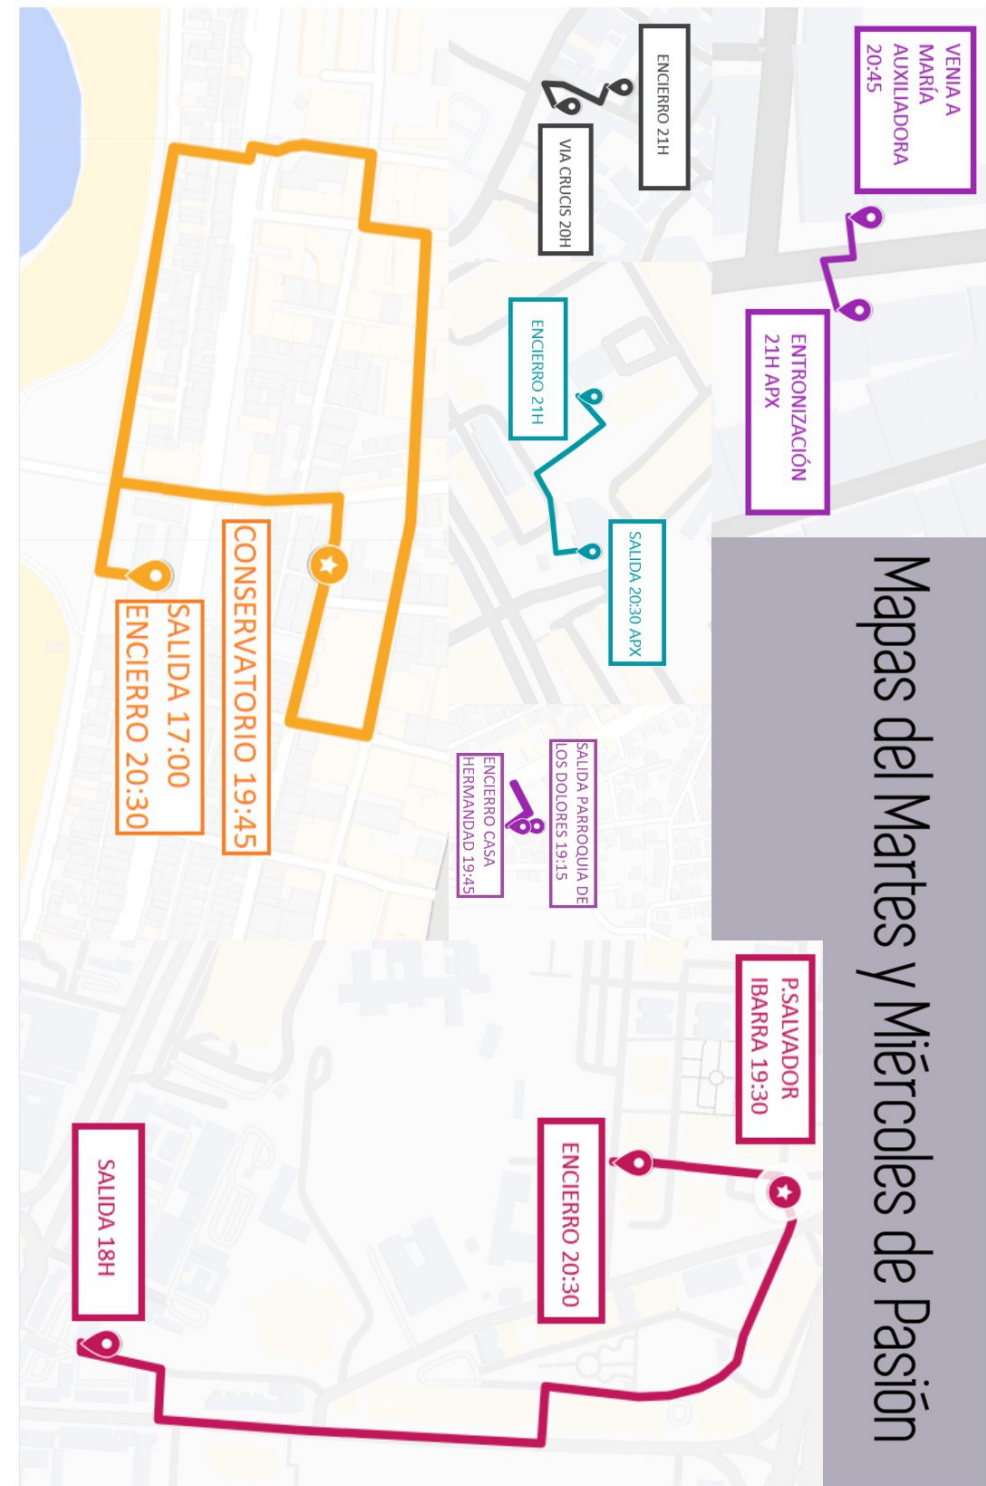 Mapas del Martes y Miércoles de Pasión
VENIA A
MARÍA
AUXILIADORA
20:45
ENTRONIZACIÓN
21H APX
ENCIERRO 21H
VIA CRUCIS 20H
ENCIERRO 21H
SALIDA 20:30 APX
SALIDA PARROQUIA DE
LOS DOLORES 19:15
ENCIERRO CASA
HERMANDAD 19:45
CONSERVATORIO 19:45
SALIDA 17:00
ENCIERRO 20:30
P.SALVADOR
IBARRA 19:30
ENCIERRO 20:30
SALIDA 18H